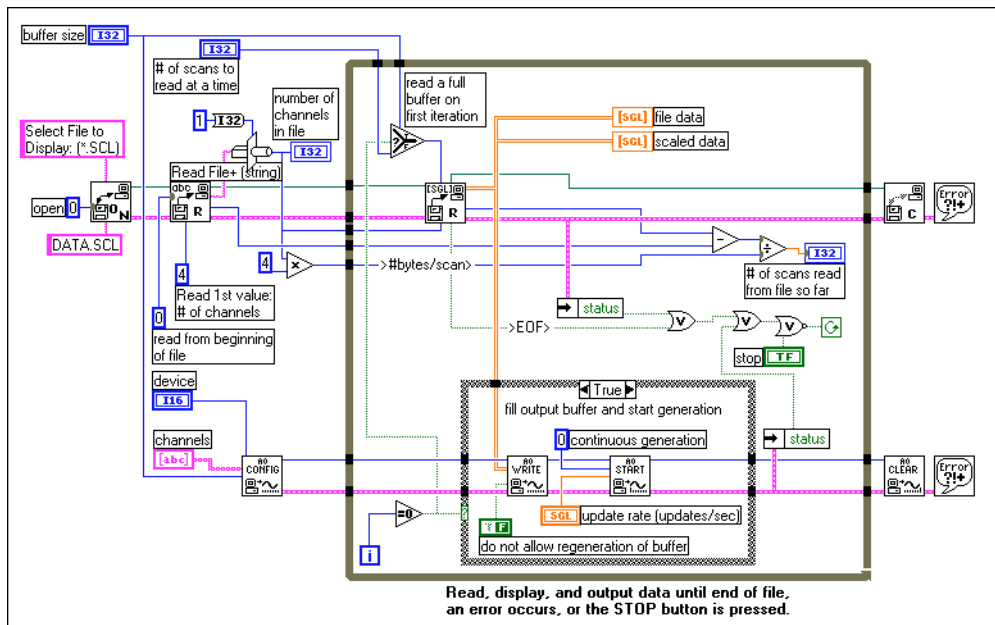 buffer size
I32
I32
# of scans to
read at a time
read a full
buffer on
first iteration
number of
channels
in file
1
I32
I32
[SGL]
file data
[SGL]
scaled data
Select File to
Display: (*.SCL)
Read File+ (string)
abc
R
[SGL]
R
open
0
O
N
C
Error
?!+
DATA.SCL
4
>#bytes/scan>
I32
# of scans read
from file so far
4
Read 1st value:
# of channels
0
read from beginning
of file
status
>EOF>
V
V
V
stop
TF
device
I16
True
fill output buffer and start generation
channels
[abc]
0
continuous generation
status
AO
CONFIG
AO
WRITE
AO
START
AO
CLEAR
Error
?!+
=0
SGL
update rate (updates/sec)
?
F
do not allow regeneration of buffer
i
Read, display, and output data until end of file,
an error occurs, or the STOP button is pressed.